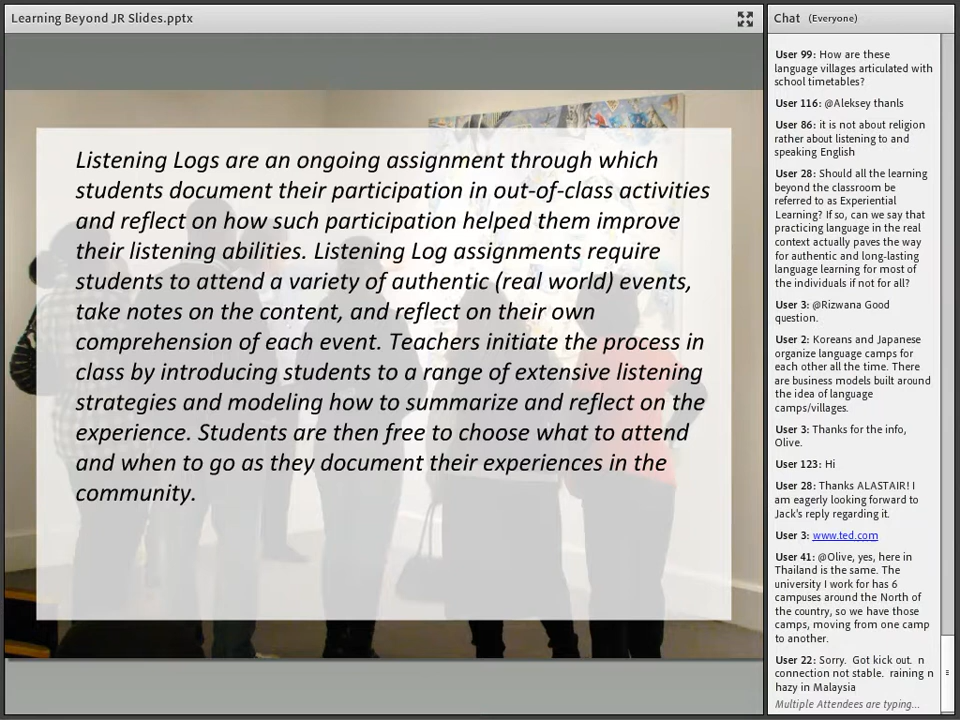 Learning Beyond JR Slides.pptx
Listening Logs are an ongoing assignment through which
students document their participation in out-of-class activities
and reflect on how such participation helped them improve
their listening abilities. Listening Log assignments require
students to attend a variety of authentic (real world) events,
take notes on the content, and reflect on their own
comprehension of each event. Teachers initiate the process in
class by introducing students to a range of extensive listening
strategies and modeling how to summarize and reflect on the
experience. Students are then free to choose what to attend
and when to go as they document their experiences in the
community.
Chat (Everyone)
User 99: How are these
language villages articulated with
school timetables?
User 116: @Aleksey thanls
User 86: it is not about religion
rather about listening to and
speaking English
User 28: Should all the learning
beyond the classroom be
referred to as Experiential
Learning? If so, can we say that
practicing language in the real
context actually paves the way
for authentic and long-lasting
language learning for most of
the individuals if not for all?
User 3: @Rizwana Good
question.
User 2: Koreans and Japanese
organize language camps for
each other all the time. There
are business models built around
the idea of language
camps/villages.
User 3: Thanks for the info,
Olive.
User 123: Hi
User 28: Thanks ALASTAIR! I
am eagerly looking forward to
Jack's reply regarding it.
User 3: www.ted.com
User 41: @Olive, yes, here in
Thailand is the same. The
university I work for has 6
campuses around the North of
the country, so we have those
camps, moving from one camp
to another.
User 22: Sorry. Got kick out. n
connection not stable. raining n
hazy in Malaysia
Multiple Attendees are typing...